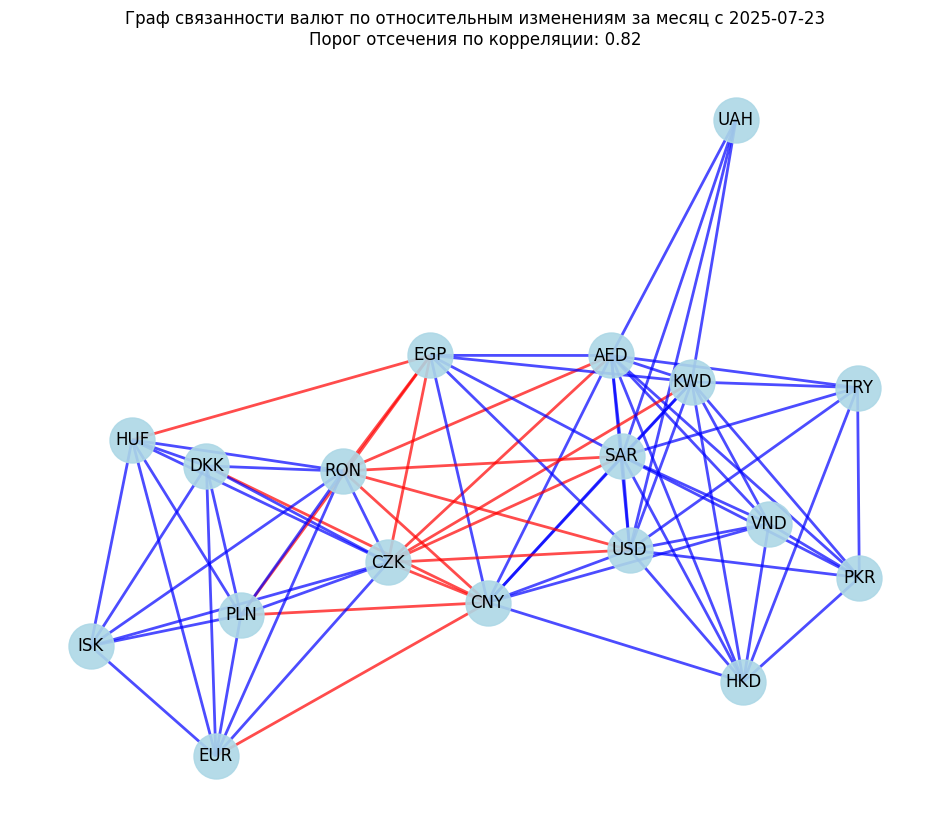 Граф связанности валют по относительным изменениям за месяц с 2025-07-23
Порог отсечения по корреляции: 0.82
UAH
EGP
AED
KWD
TRY
HUF
DKK
RON
SAR
VND
CZK
USD
PKR
CNY
PLN
ISK
HKD
EUR